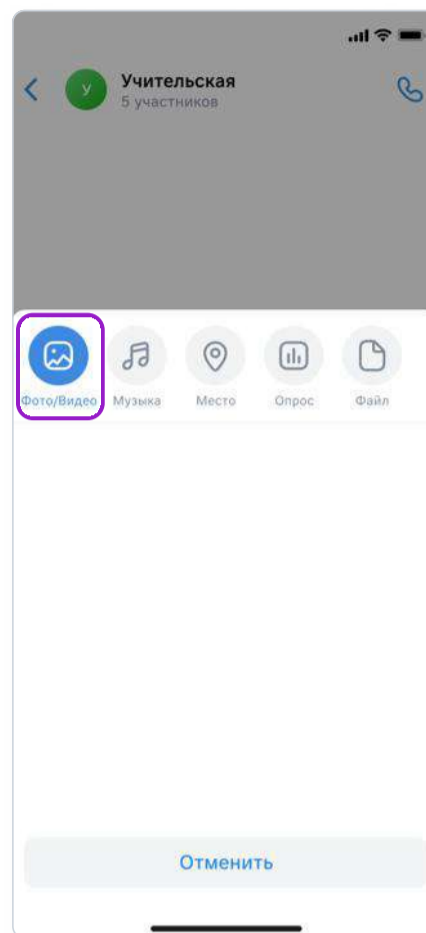 Учительская
У
5 участников
Фото/Видео Музыка Место Опрос Файл
Отменить